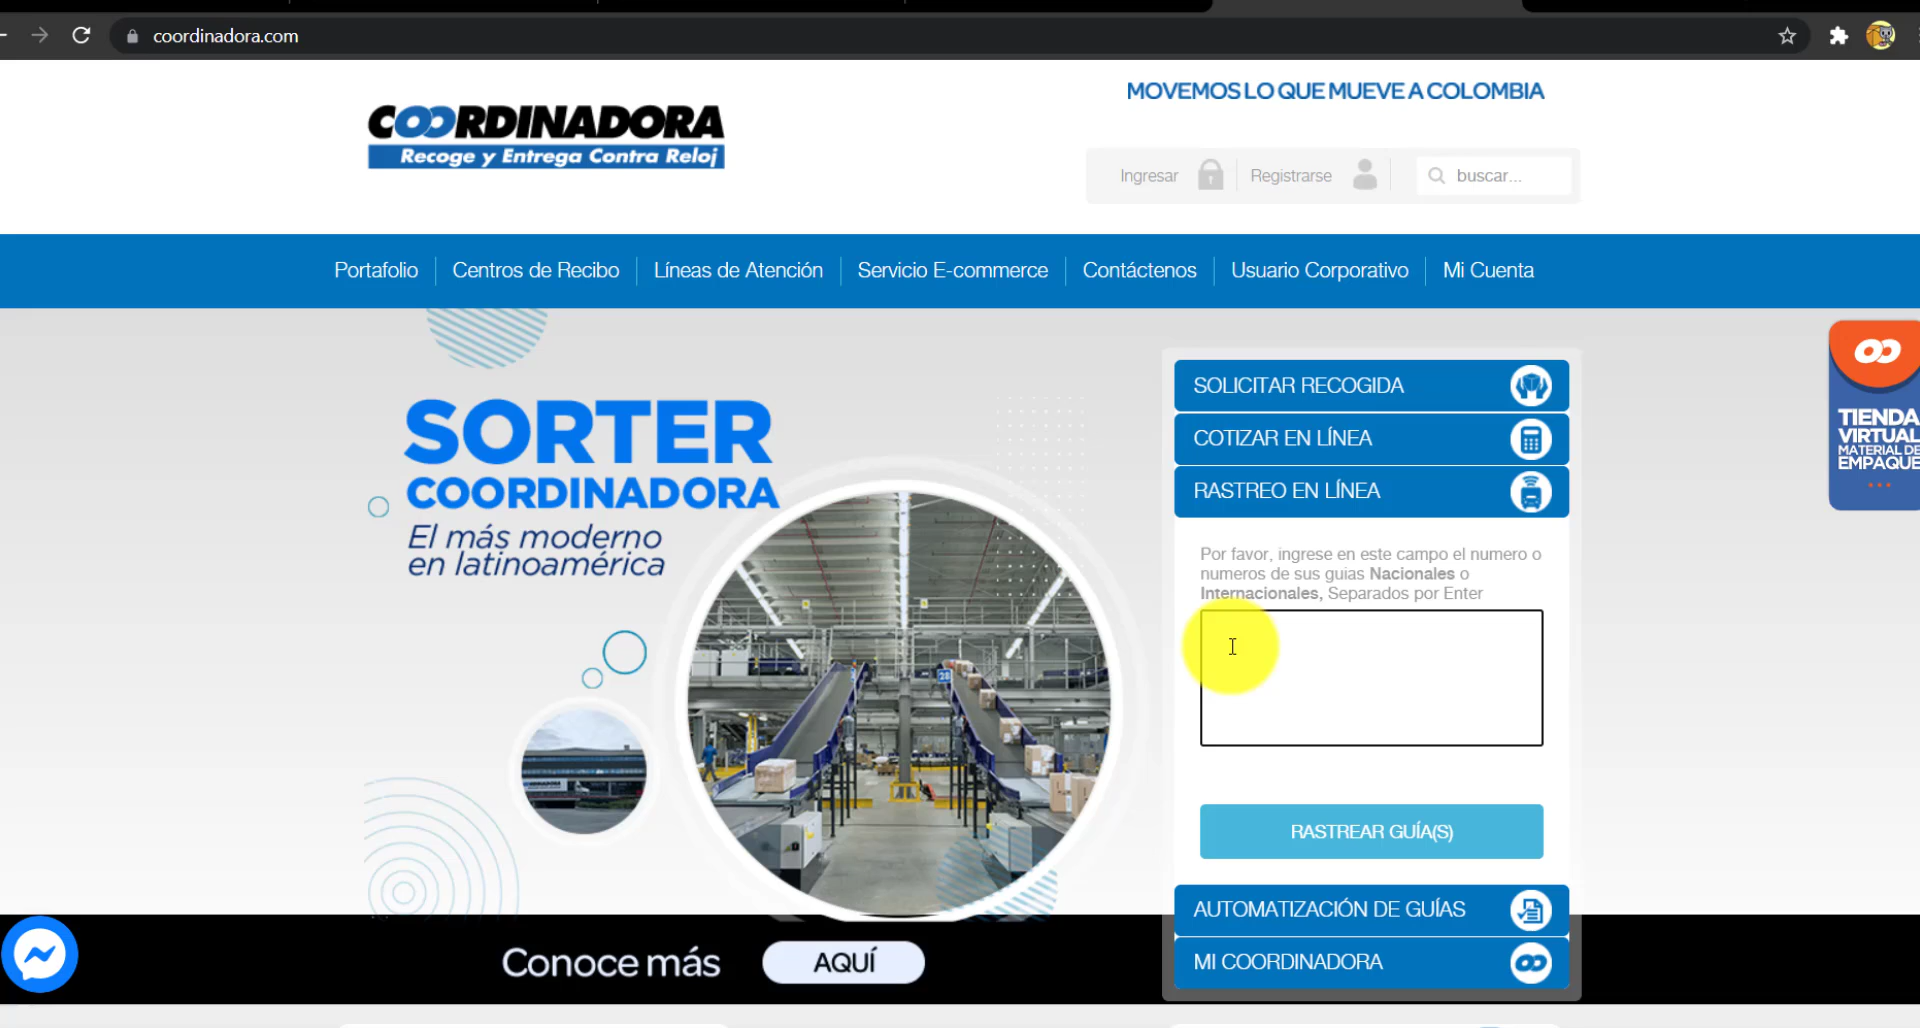 coordinadora.com
MOVEMOS LO QUE MUEVE A COLOMBIA
COORDINADORA
Recoge y Entrega Contra Reloj
Ingresar
Registrarse
buscar...
Portafolio
Centros de Recibo
Líneas de Atención
Servicio E-commerce
Contáctenos
Usuario Corporativo
Mi Cuenta
SORTER
COORDINADORA
El más moderno
en latinoamérica
28
SOLICITAR RECOGIDA
COTIZAR EN LÍNEA
RASTREO EN LÍNEA
Por favor, ingrese en este campo el numero o
numeros de sus guias Nacionales o
Internacionales, Separados por Enter
RASTREAR GUÍA(S)
AUTOMATIZACIÓN DE GUÍAS
MI COORDINADORA
TIENDA
VIRTUAL
MATERIAL DE
EMPAQUE
Conoce más
AQUÍ